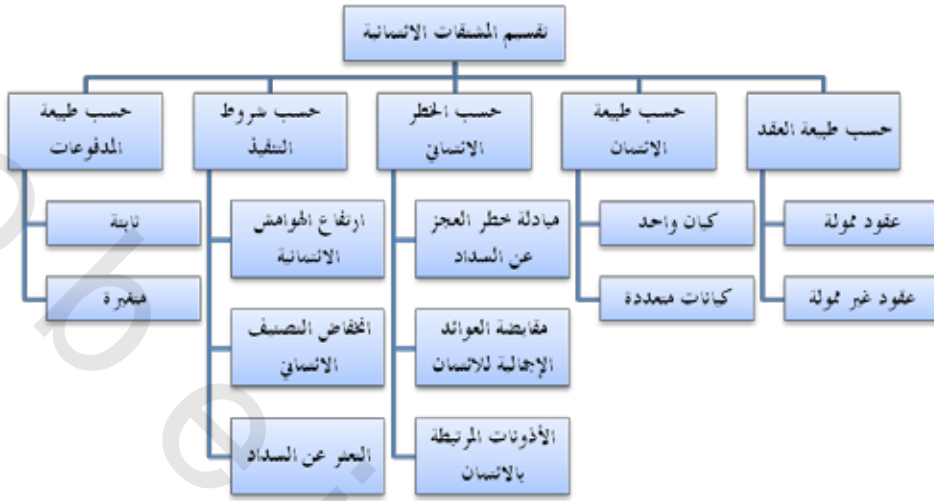 تقسيم المشتقات الائتمانية
حسب طبيعة العقد
عقود ممولة
عقود غير ممولة
حسب طبيعة
الائتمان
كيان واحد
كيانات متعددة
حسب الخطر
الائتماني
مبادلة خطر العجز
عن السداد
مقايضة العوائد
الإجمالية للائتمان
الأذونات المرتبطة
بالائتمان
حسب شروط
التنفيذ
ارتفاع الهوامش
الائتمانية
انخفاض التصنيف
الائتماني
التعثر عن السداد
حسب طبيعة
المدفوعات
ثابتة
متغيرة